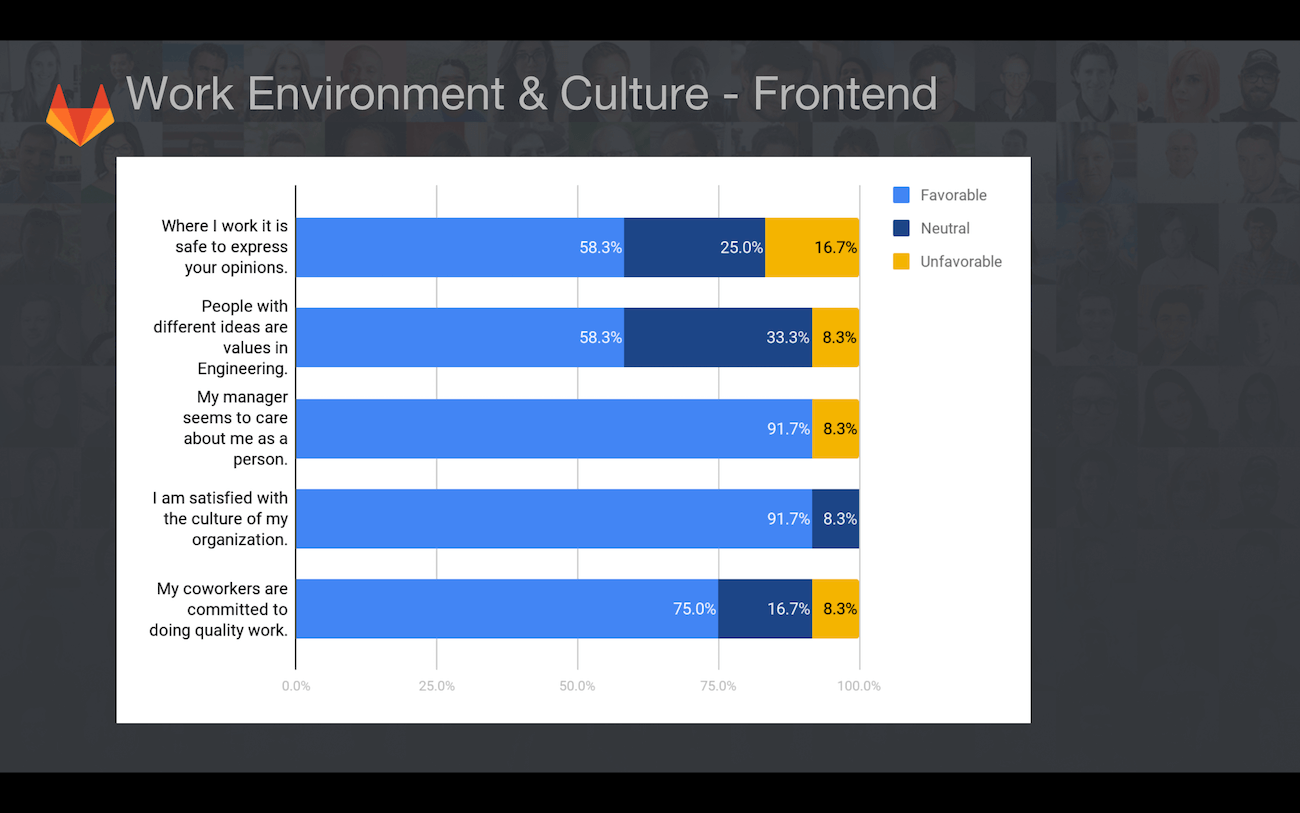 Work Environment & Culture - Frontend
Favorable
Neutral
Unfavorable
Where I work it is
safe to express
your opinions.
58.3%
25.0%
16.7%
People with
different ideas are
values in
Engineering.
58.3%
33.3%
8.3%
My manager
seems to care
about me as a
person.
91.7%
8.3%
I am satisfied with
the culture of my
organization.
91.7%
8.3%
My coworkers are
committed to
doing quality work.
75.0%
16.7%
8.3%
0.0%
25.0%
50.0%
75.0%
100.0%